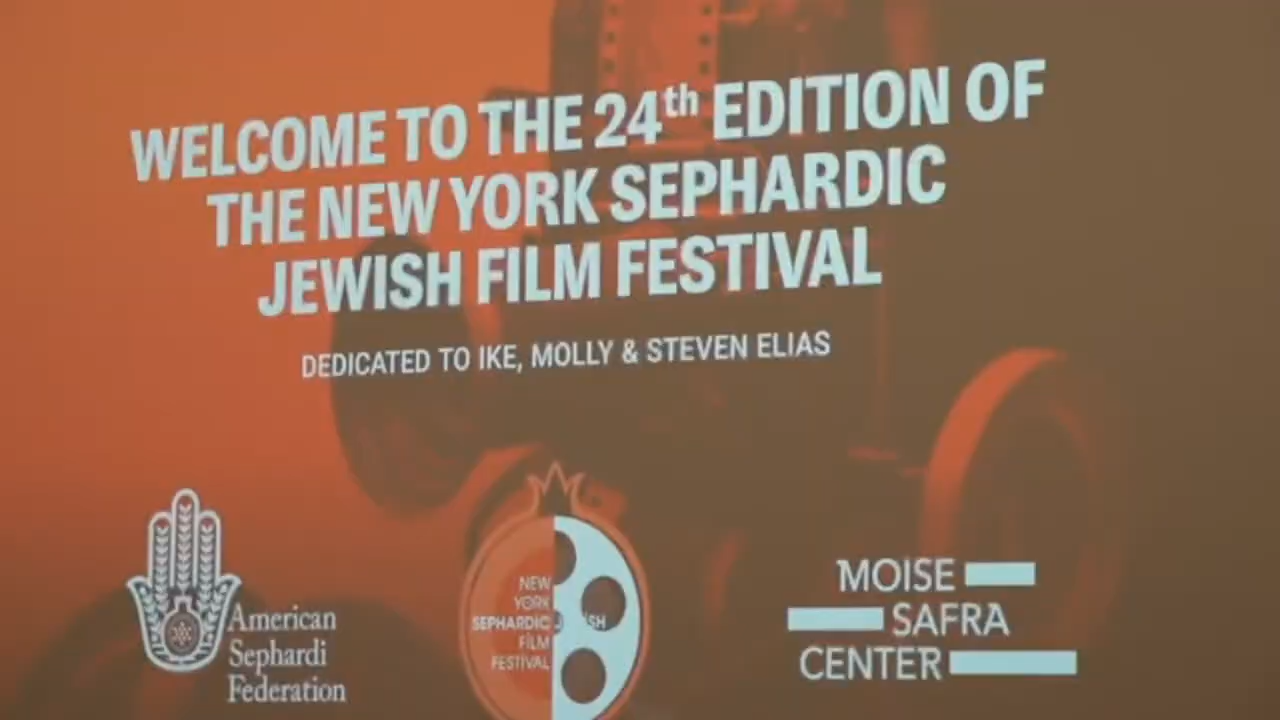 WELCOME TO THE 24th EDITION OF
THE NEW YORK SEPHARDIC
JEWISH FILM FESTIVAL
DEDICATED TO IKE, MOLLY & STEVEN ELIAS
American
Sephardi
Federation
NEW
YORK
SEPHARDIC
FILM
FESTIVAL
MOISE
SAFRA
CENTER